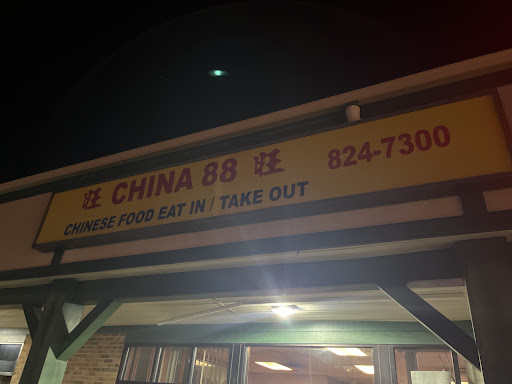 旺 CHINA 88 旺 824-7300
CHINESE FOOD EAT IN / TAKE OUT